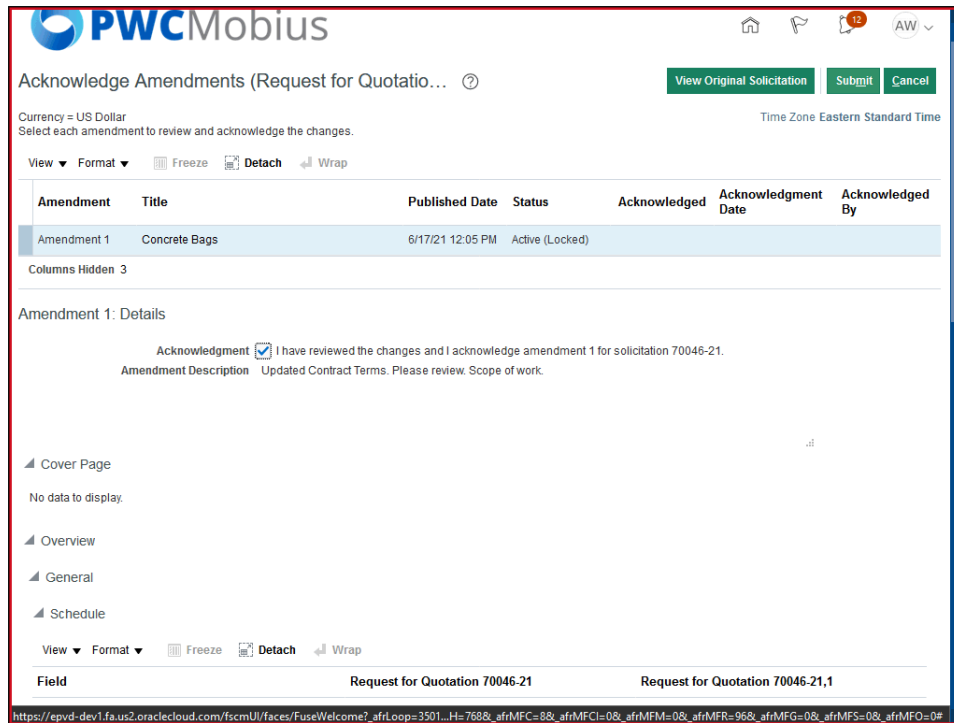 PWCMobius
12
AW
Acknowledge Amendments (Request for Quotatio... ?
View Original Solicitation
Submit
Cancel
Currency = US Dollar
Time Zone Eastern Standard Time
Select each amendment to review and acknowledge the changes.
View Format Freeze Detach Wrap
Amendment Title Published Date Status Acknowledged Acknowledgment Date Acknowledged By
Amendment 1 Concrete Bags 6/17/21 12:05 PM Active (Locked)
Columns Hidden 3
Amendment 1: Details
Acknowledgment I have reviewed the changes and I acknowledge amendment 1 for solicitation 70046-21.
Amendment Description Updated Contract Terms. Please review. Scope of work.
Cover Page
No data to display.
Overview
General
Schedule
View Format Freeze Detach Wrap
Field Request for Quotation 70046-21 Request for Quotation 70046-21,1
https://epvd-dev1.fa.us2.oraclecloud.com/fscmUI/faces/FuseWelcome?_afrLoop=3501...H=768&_afrMFC=8&_afrMFCI=0&_afrMFM=0&_afrMFR=96&_afrMFG=0&_afrMFS=0&_afrMFO=0#